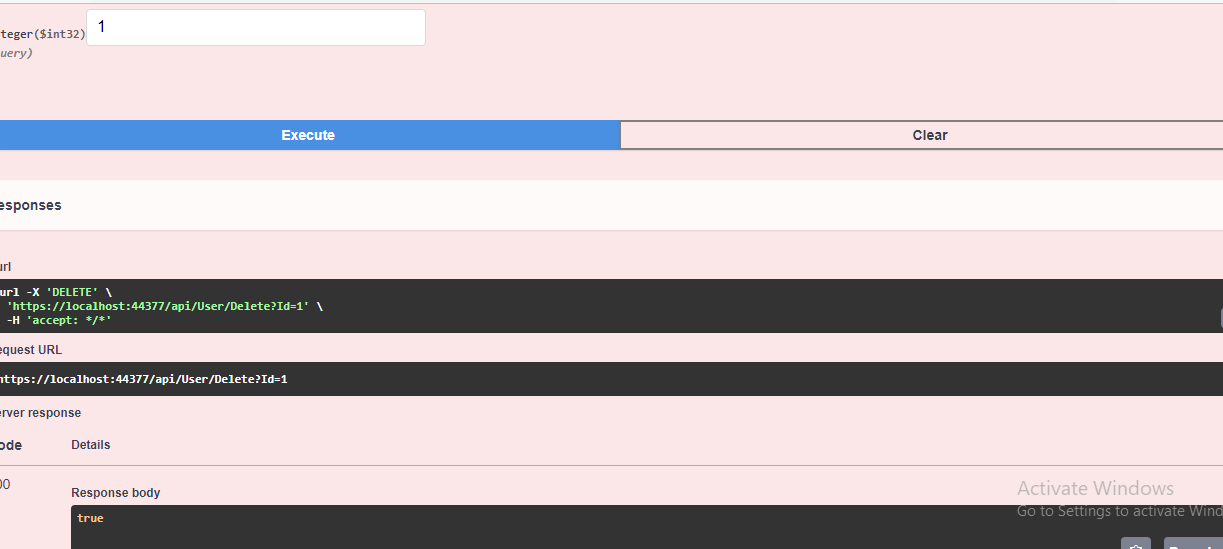 teger($int32)
1
uery)
Execute
Clear
esponses
url
url -X 'DELETE' \
'https://localhost:44377/api/User/Delete?Id=1' \
-H 'accept: */*'
equest URL
https://localhost:44377/api/User/Delete?Id=1
erver response
ode
Details
00
Response body
true
Activate Windows
Go to Settings to activate Wind